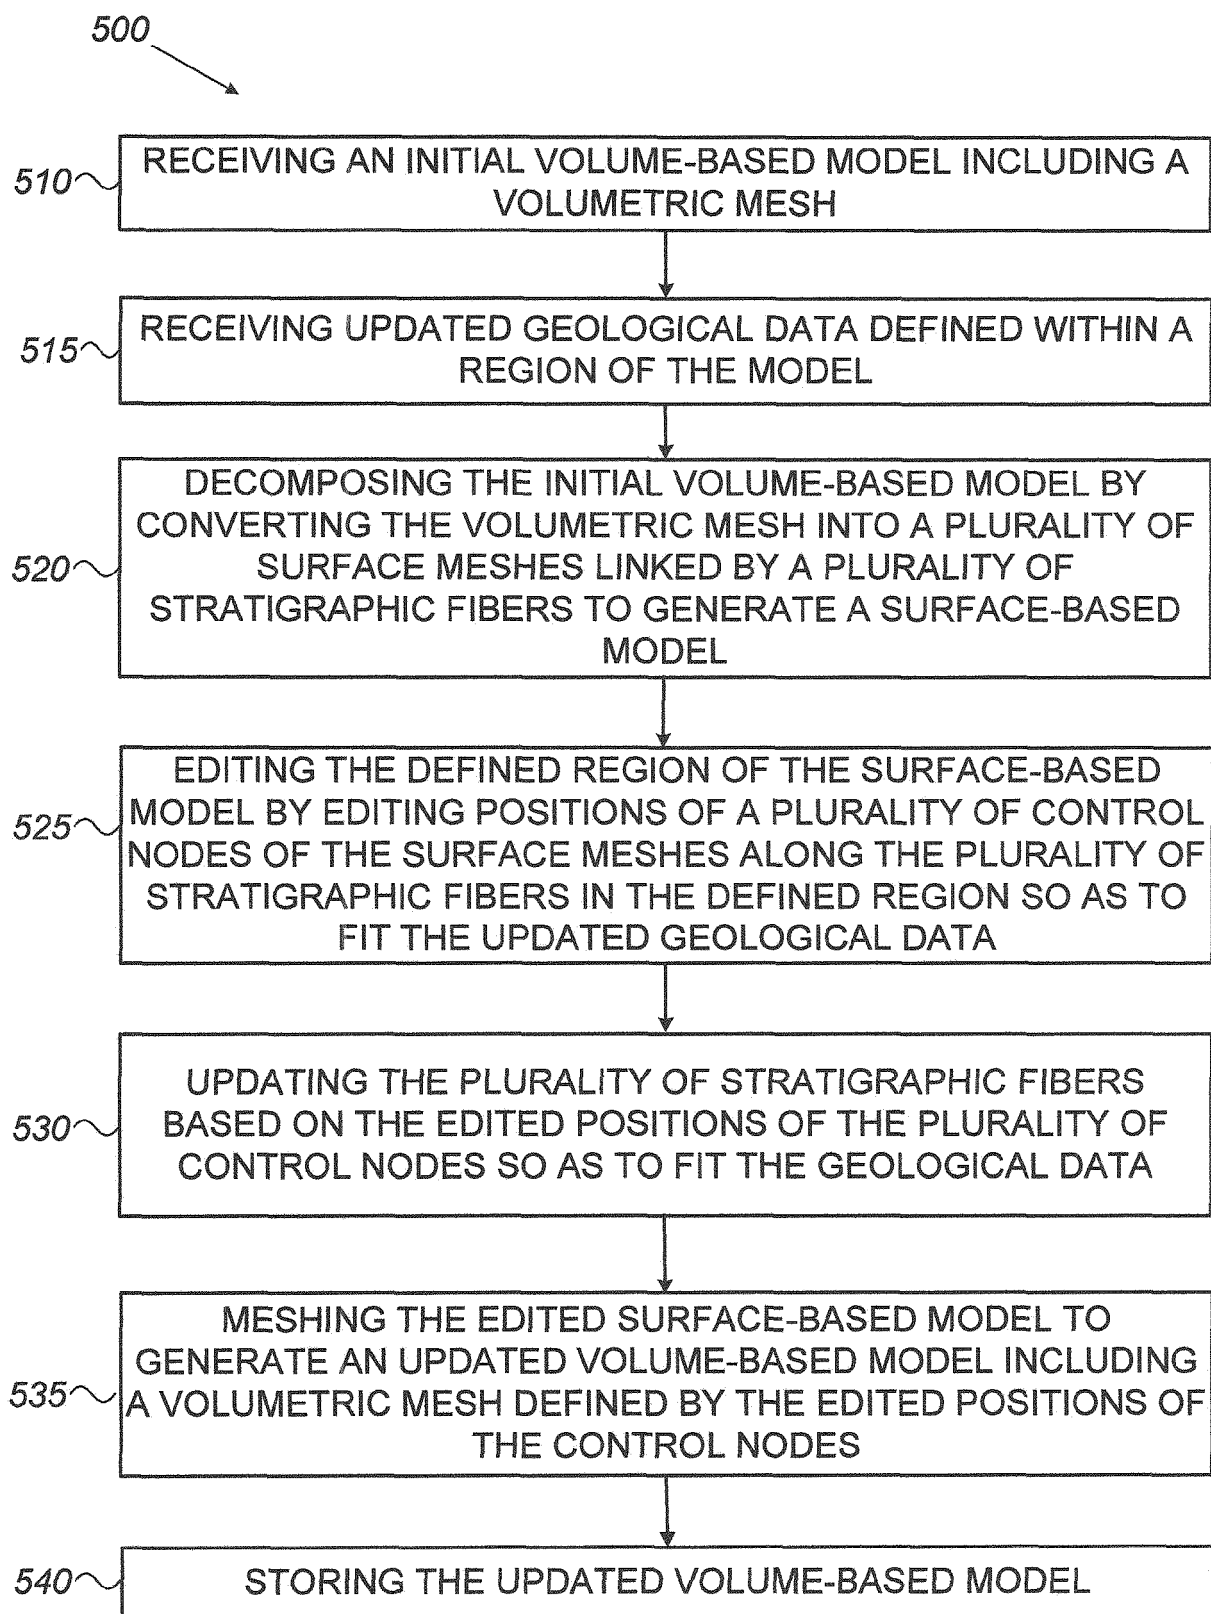 500
510
RECEIVING AN INITIAL VOLUME-BASED MODEL INCLUDING A
VOLUMETRIC MESH
515
RECEIVING UPDATED GEOLOGICAL DATA DEFINED WITHIN A
REGION OF THE MODEL
520
DECOMPOSING THE INITIAL VOLUME-BASED MODEL BY
CONVERTING THE VOLUMETRIC MESH INTO A PLURALITY OF
SURFACE MESHES LINKED BY A PLURALITY OF
STRATIGRAPHIC FIBERS TO GENERATE A SURFACE-BASED
MODEL
525
EDITING THE DEFINED REGION OF THE SURFACE-BASED
MODEL BY EDITING POSITIONS OF A PLURALITY OF CONTROL
NODES OF THE SURFACE MESHES ALONG THE PLURALITY OF
STRATIGRAPHIC FIBERS IN THE DEFINED REGION SO AS TO
FIT THE UPDATED GEOLOGICAL DATA
530
UPDATING THE PLURALITY OF STRATIGRAPHIC FIBERS
BASED ON THE EDITED POSITIONS OF THE PLURALITY OF
CONTROL NODES SO AS TO FIT THE GEOLOGICAL DATA
535
MESHING THE EDITED SURFACE-BASED MODEL TO
GENERATE AN UPDATED VOLUME-BASED MODEL INCLUDING
A VOLUMETRIC MESH DEFINED BY THE EDITED POSITIONS OF
THE CONTROL NODES
540
STORING THE UPDATED VOLUME-BASED MODEL